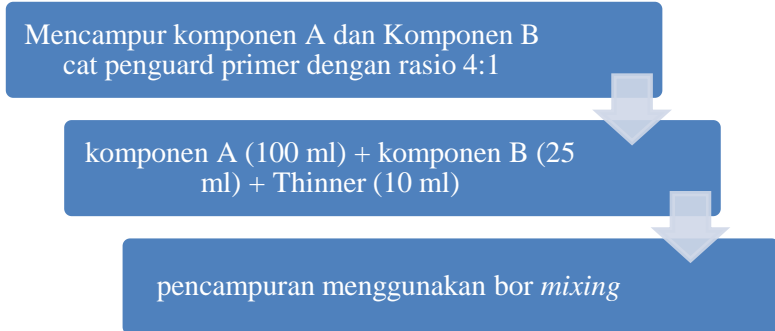 Mencampur komponen A dan Komponen B
cat penguard primer dengan rasio 4:1
komponen A (100 ml) + komponen B (25
ml) + Thinner (10 ml)
pencampuran menggunakan bor mixing